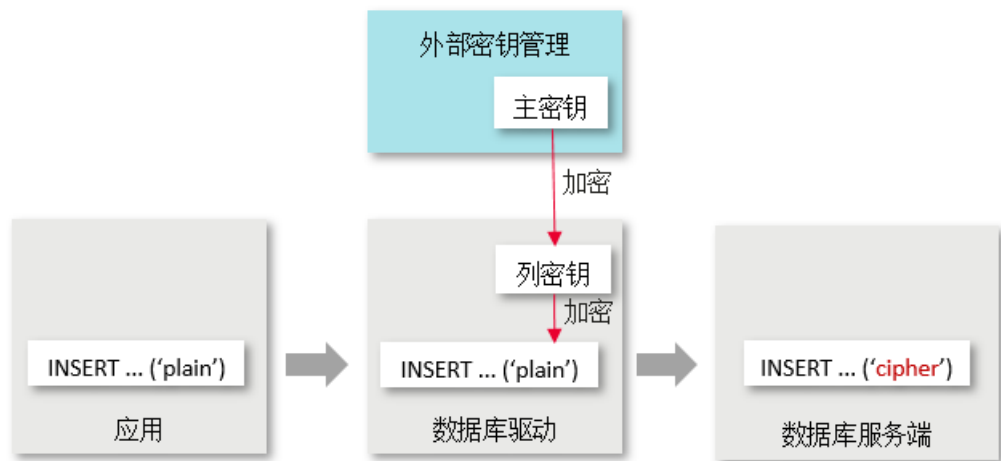 外部密钥管理
主密钥
加密
列密钥
加密
INSERT ... (‘plain’)
应用
INSERT ... (‘plain’)
数据库驱动
INSERT ... (‘cipher’)
数据库服务端